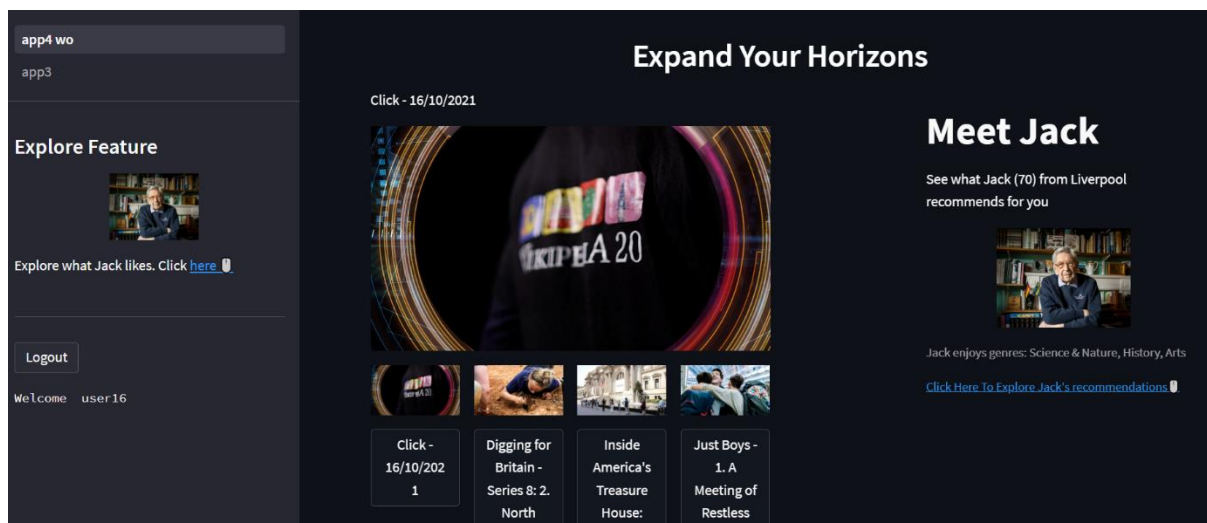 app4 wo
app3
Explore Feature
Explore what Jack likes. Click here
Logout
Welcome user16
Expand Your Horizons
Click - 16/10/2021
A 20
A 20
Click -
16/10/202
1
Digging for
Britain -
Series 8: 2.
North
Inside
America's
Treasure
House:
Just Boys -
1. A
Meeting of
Restless
Meet Jack
See what Jack (70) from Liverpool
recommends for you
Jack enjoys genres: Science & Nature, History, Arts
Click Here To Explore Jack's recommendations